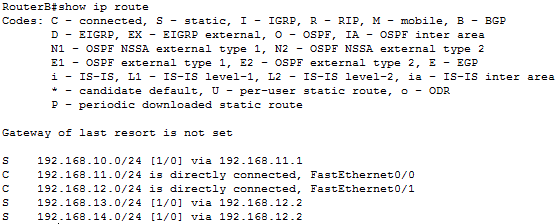 RouterB#show ip route
Codes: C - connected, S - static, I - IGRP, R - RIP, M - mobile, B - BGP
D - EIGRP, EX - EIGRP external, O - OSPF, IA - OSPF inter area
N1 - OSPF NSSA external type 1, N2 - OSPF NSSA external type 2
E1 - OSPF external type 1, E2 - OSPF external type 2, E - EGP
i - IS-IS, L1 - IS-IS level-1, L2 - IS-IS level-2, ia - IS-IS inter area
* - candidate default, U - per-user static route, o - ODR
P - periodic downloaded static route
Gateway of last resort is not set
S 192.168.10.0/24 [1/0] via 192.168.11.1
C 192.168.11.0/24 is directly connected, FastEthernet0/0
C 192.168.12.0/24 is directly connected, FastEthernet0/1
S 192.168.13.0/24 [1/0] via 192.168.12.2
S 192.168.14.0/24 [1/0] via 192.168.12.2